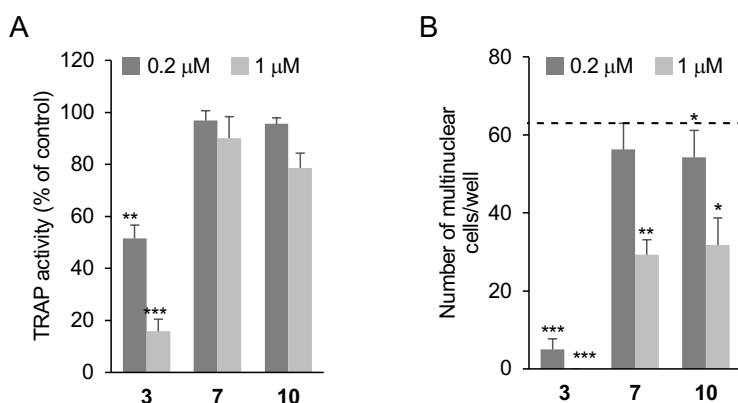 A
TRAP activity (% of control)
120
100
80
60
40
20
0
0.2 μM 1 μM
**
***
3 7 10
B
Number of multinuclear
cells/well
80
60
40
20
0
0.2 μM 1 μM
***
***
**
*
*
3 7 10